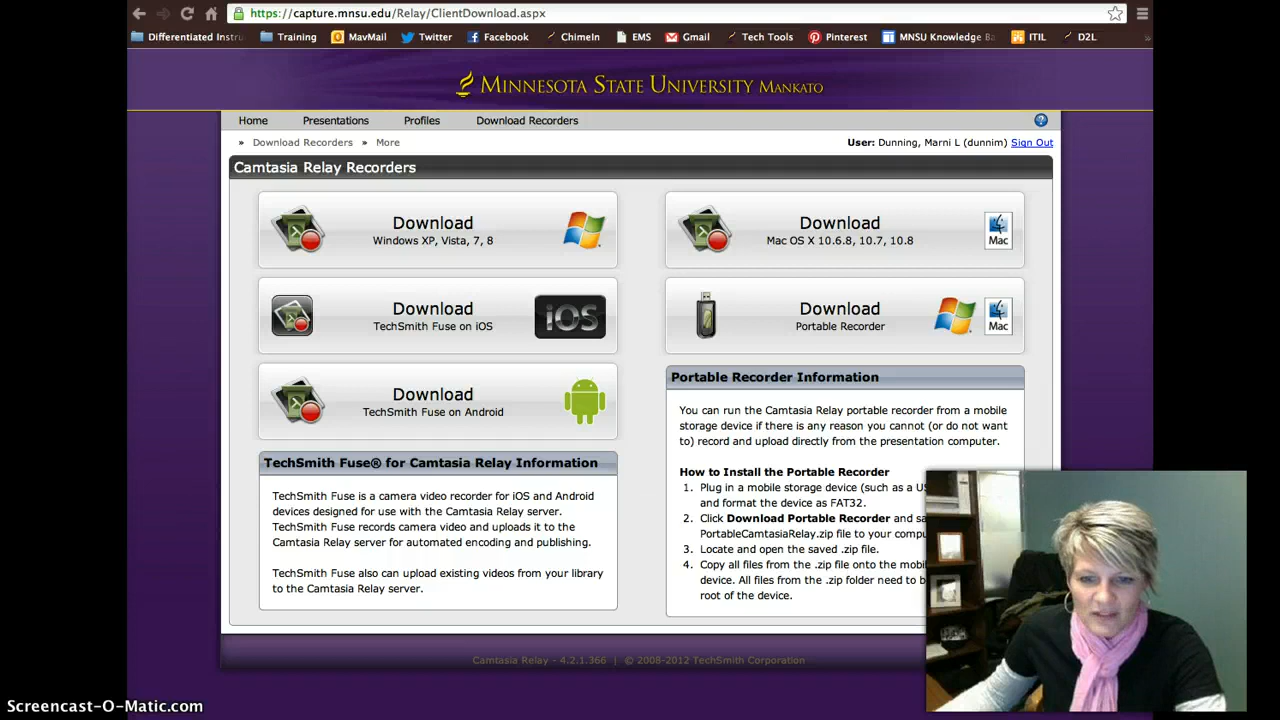 https://capture.mnsu.edu/Relay/ClientDownload.aspx
Differentiated Instru Training MavMail Twitter Facebook ChimeIn EMS Gmail Tech Tools Pinterest MNSU Knowledge Ba ITIL D2L »
MINNESOTA STATE UNIVERSITY MANKATO
Home Presentations Profiles Download Recorders ?
» Download Recorders » More User: Dunning, Marni L (dunnim) Sign Out
Camtasia Relay Recorders
Download
Windows XP, Vista, 7, 8
Download
Mac OS X 10.6.8, 10.7, 10.8
Mac
Download
TechSmith Fuse on iOS
iOS
Download
Portable Recorder
Mac
Download
TechSmith Fuse on Android
TechSmith Fuse® for Camtasia Relay Information
TechSmith Fuse is a camera video recorder for iOS and Android
devices designed for use with the Camtasia Relay server.
TechSmith Fuse records camera video and uploads it to the
Camtasia Relay server for automated encoding and publishing.
TechSmith Fuse also can upload existing videos from your library
to the Camtasia Relay server.
Portable Recorder Information
You can run the Camtasia Relay portable recorder from a mobile
storage device if there is any reason you cannot (or do not want
to) record and upload directly from the presentation computer.
How to Install the Portable Recorder
1. Plug in a mobile storage device (such as a US
and format the device as FAT32.
2. Click Download Portable Recorder and sa
PortableCamtasiaRelay.zip file to your compu
3. Locate and open the saved .zip file.
4. Copy all files from the .zip file onto the mobi
device. All files from the .zip folder need to b
root of the device.
Camtasia Relay - 4.2.1.366 | © 2008-2012 TechSmith Corporation
Screencast-O-Matic.com